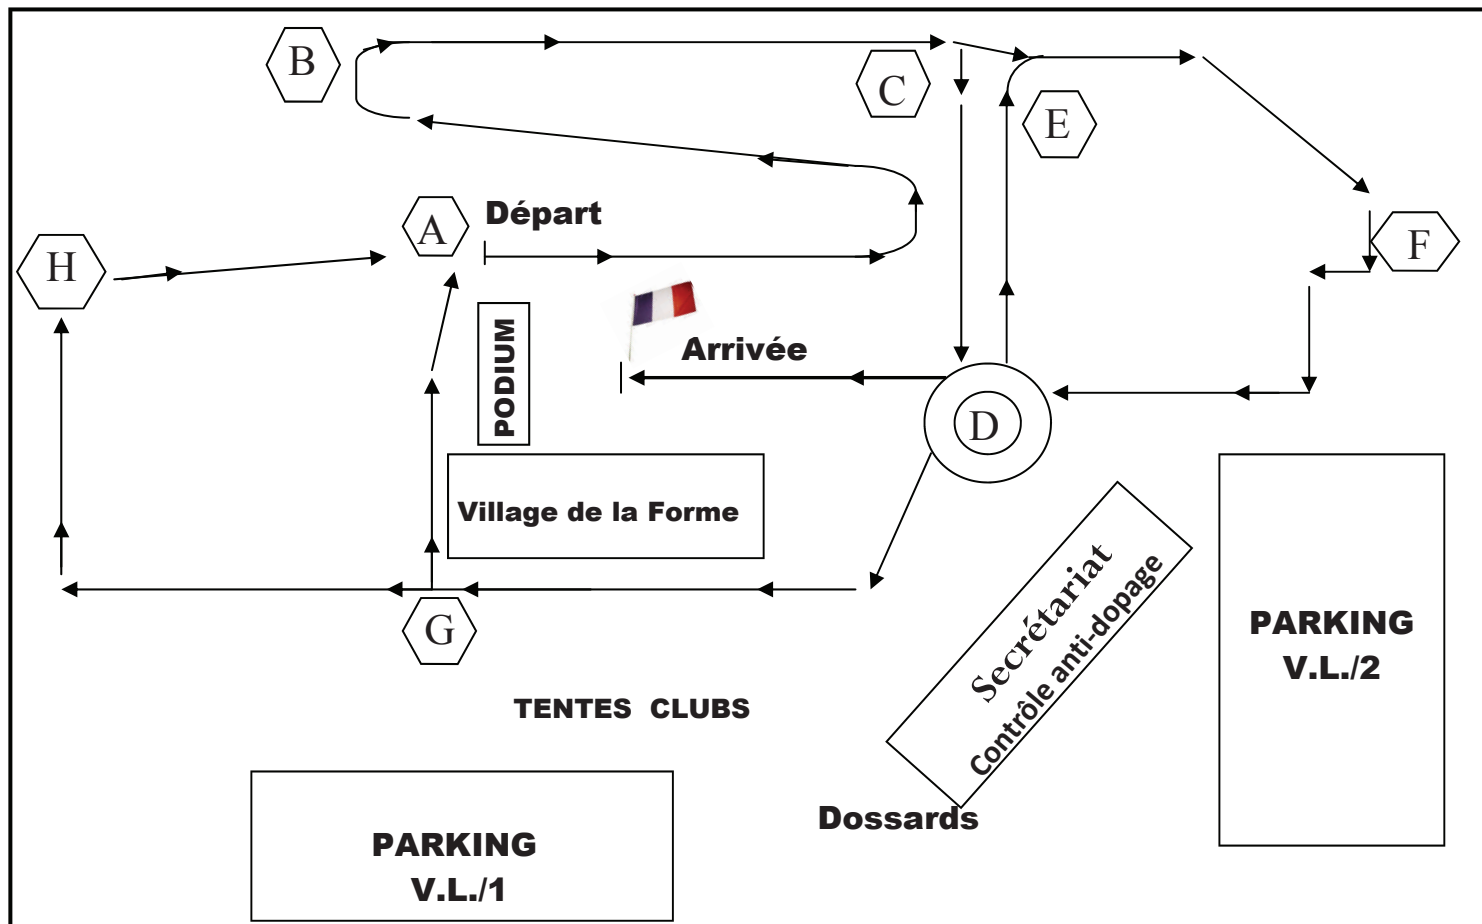 B
C
E
A
Départ
H
F
PODIUM
Arrivée
D
Village de la Forme
G
Secrétariat
Contrôle anti-dopage
PARKING
V.L./2
TENTES CLUBS
Dossards
PARKING
V.L./1